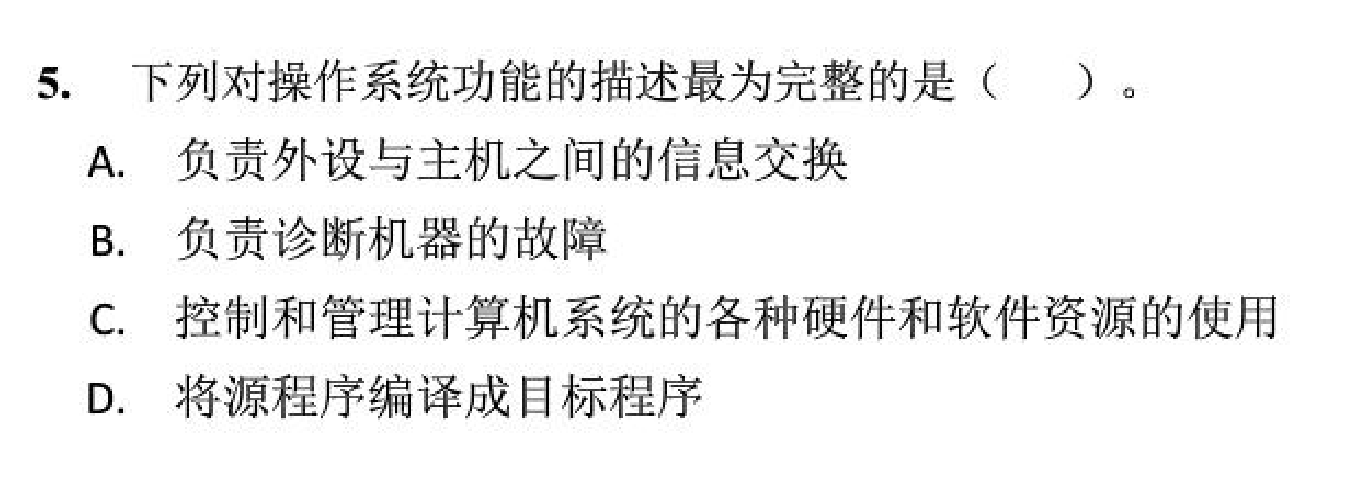 5. 下列对操作系统功能的描述最为完整的是（ ）。
A. 负责外设与主机之间的信息交换
B. 负责诊断机器的故障
C. 控制和管理计算机系统的各种硬件和软件资源的使用
D. 将源程序编译成目标程序